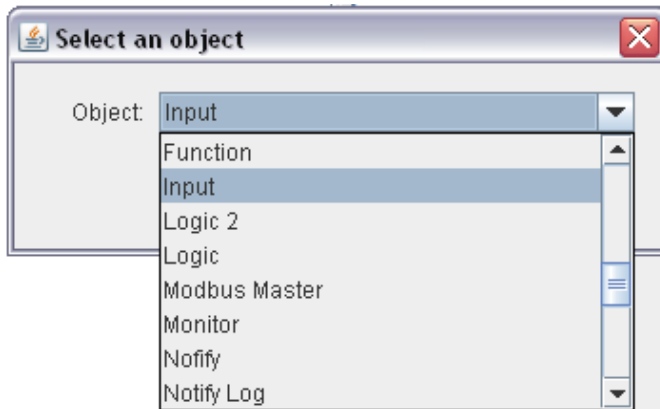 Select an object
Object: Input
Function
Input
Logic 2
Logic
Modbus Master
Monitor
Nofify
Notify Log